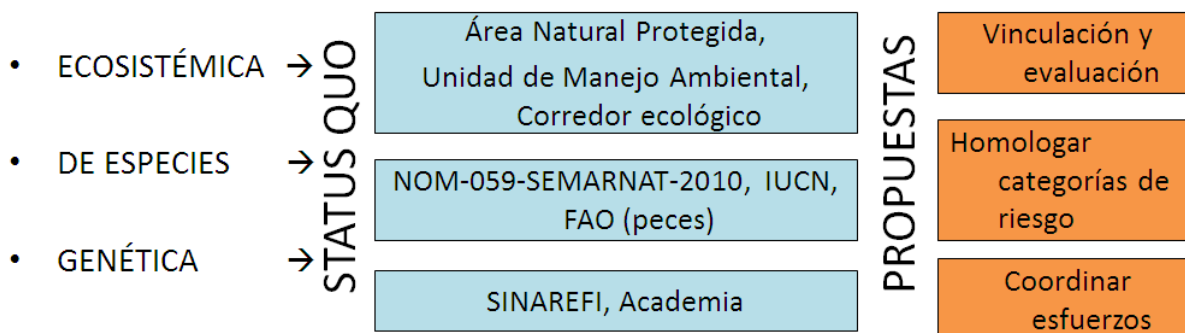 • ECOSISTÉMICA →
• DE ESPECIES →
• GENÉTICA →
STATUS QUO
Área Natural Protegida,
Unidad de Manejo Ambiental,
Corredor ecológico
NOM-059-SEMARNAT-2010, IUCN,
FAO (peces)
SINAREFI, Academia
PROPUESTAS
Vinculación y
evaluación
Homologar
categorías de
riesgo
Coordinar
esfuerzos